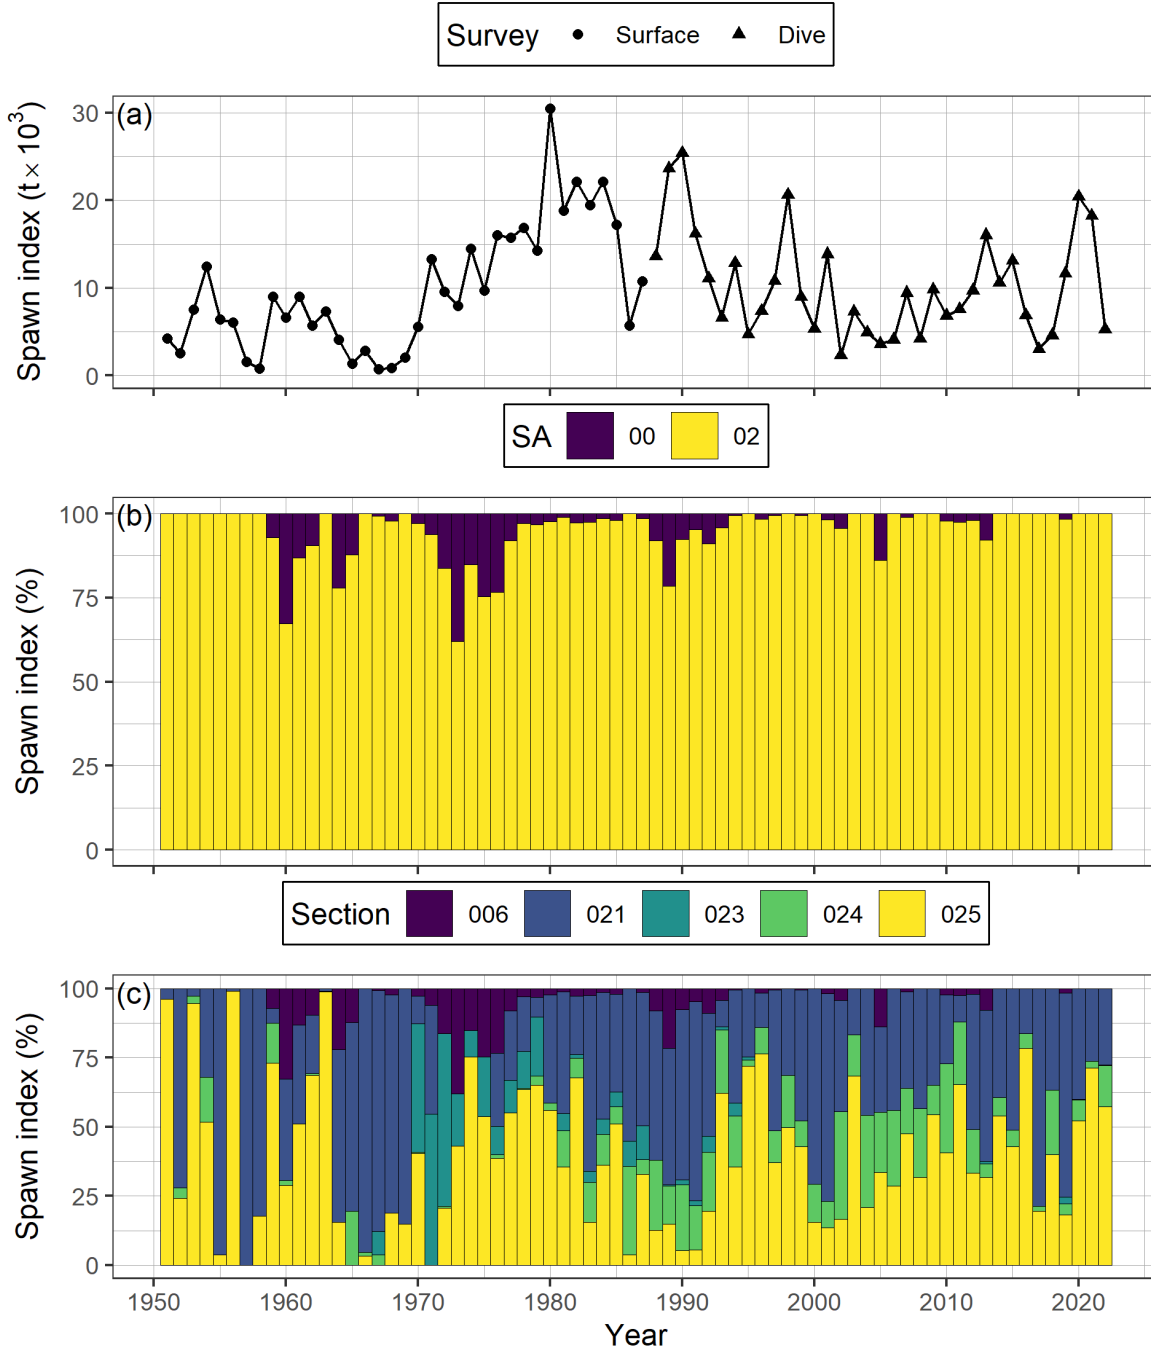 Survey Surface Dive
(a)
Spawn index (t × 10³)
30
20
10
0
SA 00 02
(b)
Spawn index (%)
100
75
50
25
0
Section 006 021 023 024 025
(c)
Spawn index (%)
100
75
50
25
0
1950 1960 1970 1980 1990 2000 2010 2020
Year